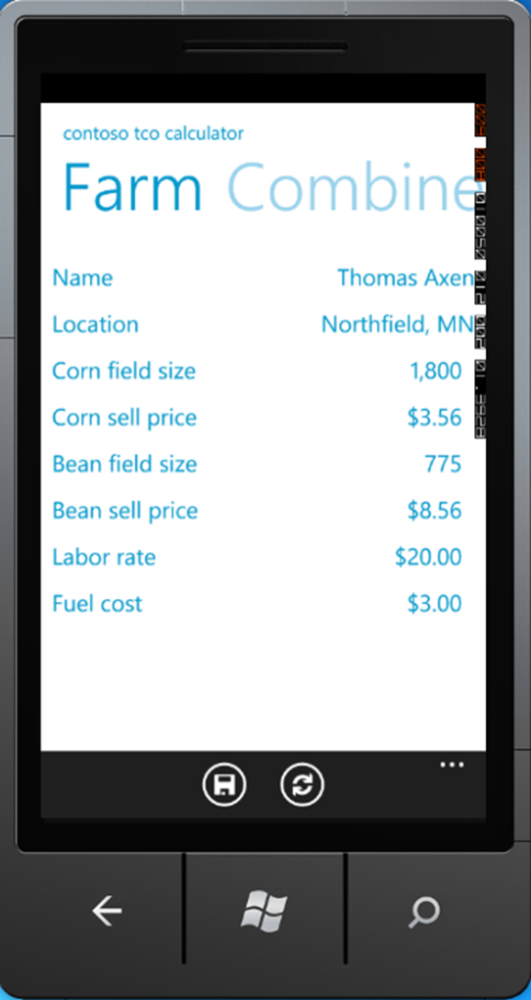 contoso tco calculator
Farm Combine
Name Thomas Axen
Location Northfield, MN
Corn field size 1,800
Corn sell price $3.56
Bean field size 775
Bean sell price $8.56
Labor rate $20.00
Fuel cost $3.00